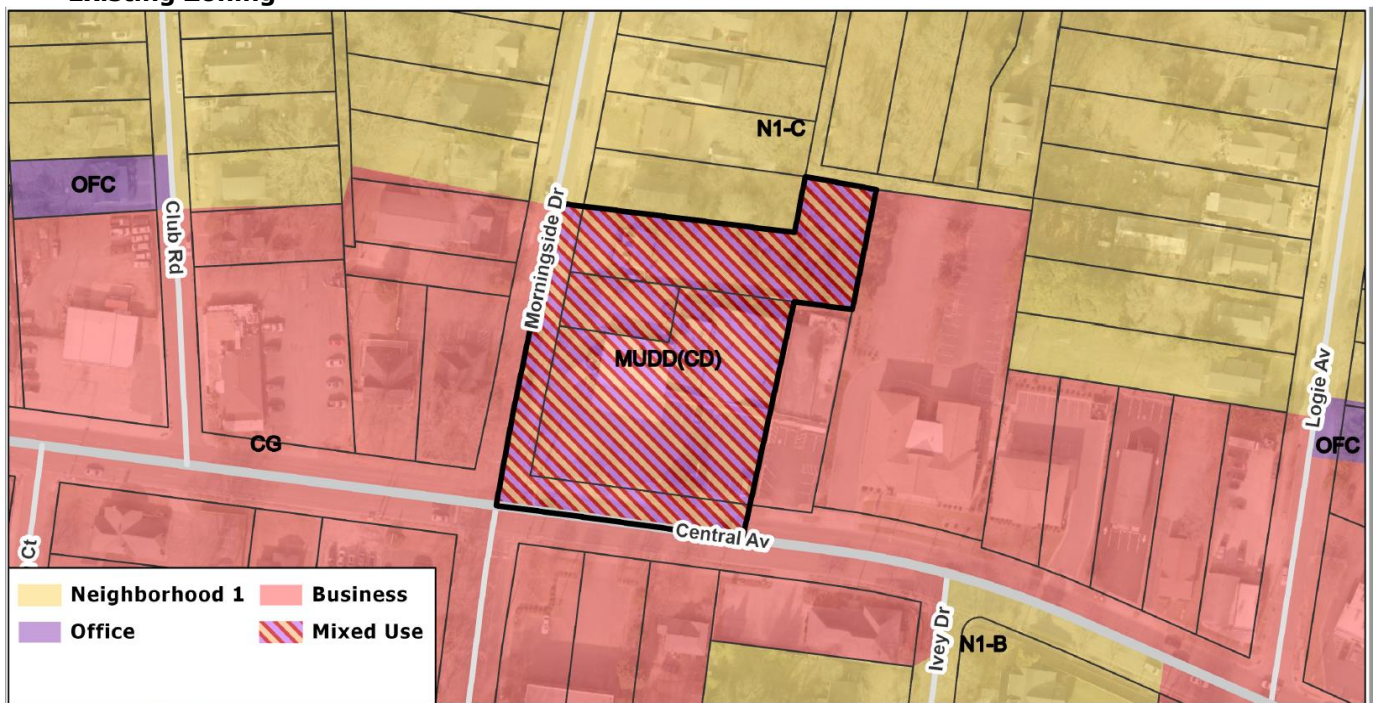 Existing Zoning
N1-C
OFC
Club Rd
Morningside Dr
MUDD(CD)
Logie Av
OFC
CG
Central Av
Ct
Ivey Dr
N1-B
Neighborhood 1
Business
Office
Mixed Use